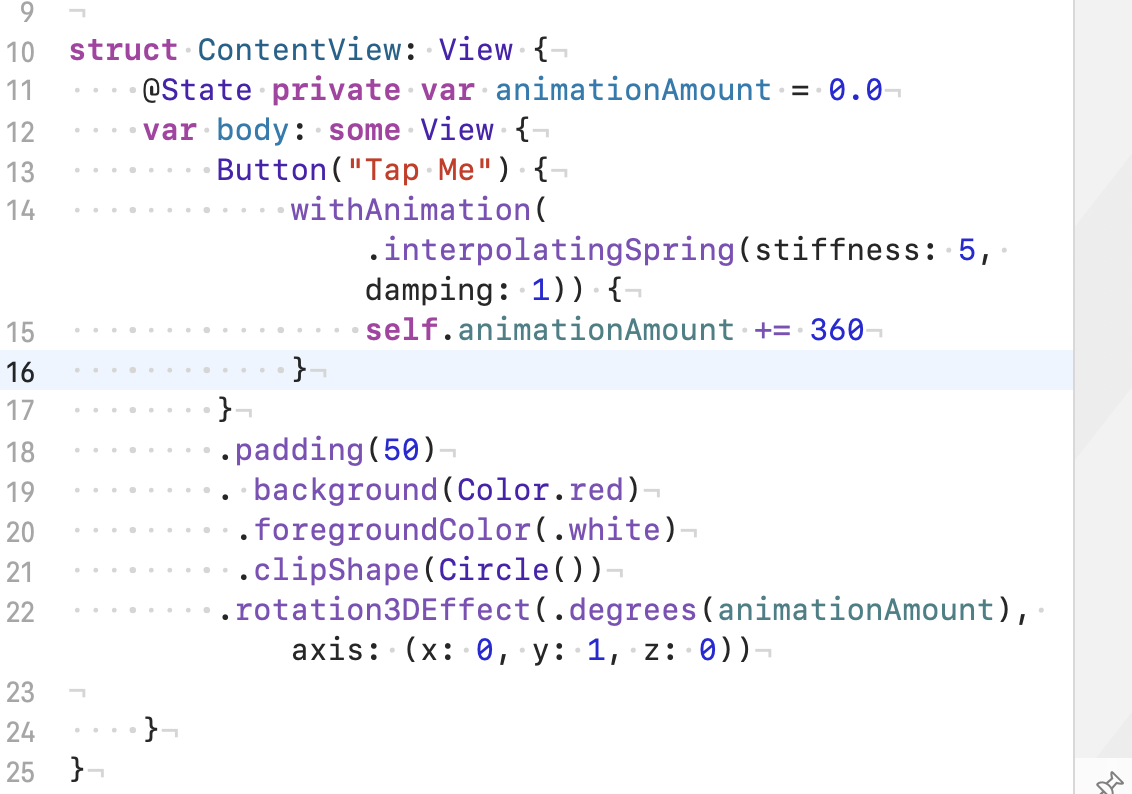 9
10 struct ContentView: View {
11     @State private var animationAmount = 0.0
12     var body: some View {
13         Button("Tap Me") {
14             withAnimation(
.interpolatingSpring(stiffness: 5,
damping: 1)) {
15                 self.animationAmount += 360
16             }
17         }
18         .padding(50)
19         . background(Color.red)
20          .foregroundColor(.white)
21          .clipShape(Circle())
22         .rotation3DEffect(.degrees(animationAmount),
axis: (x: 0, y: 1, z: 0))
23
24     }
25 }